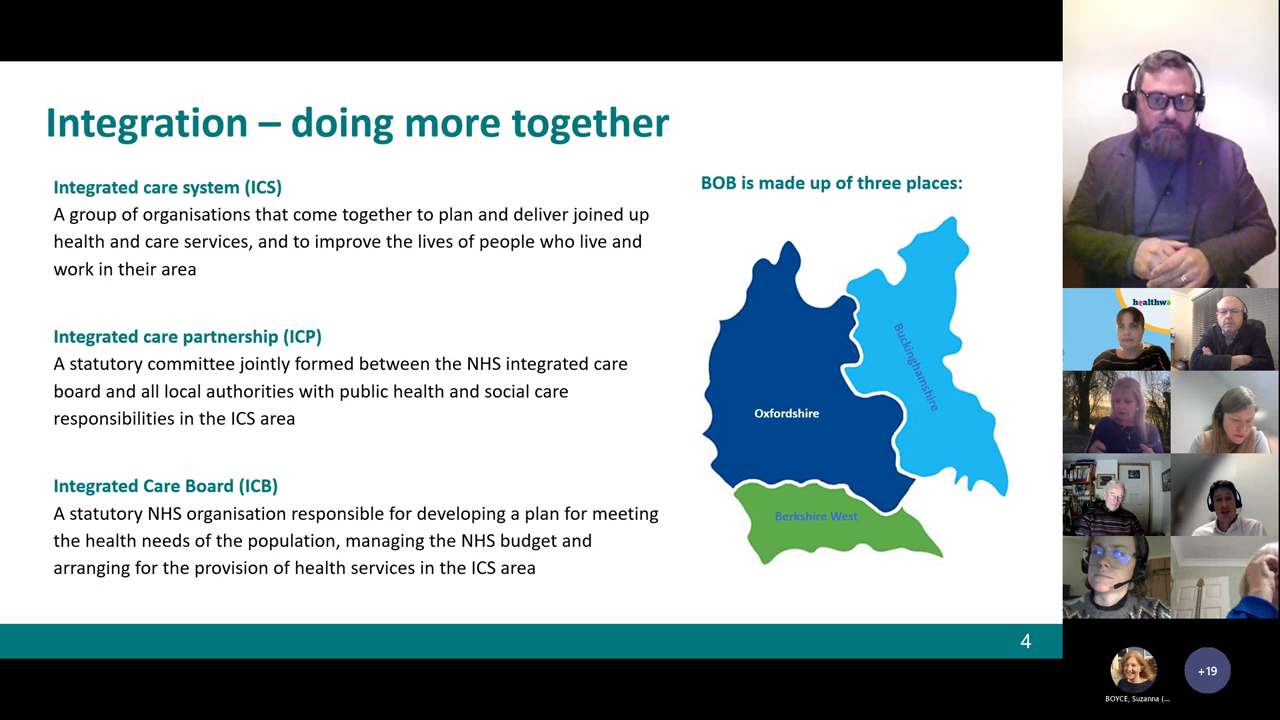 Integration – doing more together
Integrated care system (ICS)
A group of organisations that come together to plan and deliver joined up
health and care services, and to improve the lives of people who live and
work in their area
Integrated care partnership (ICP)
A statutory committee jointly formed between the NHS integrated care
board and all local authorities with public health and social care
responsibilities in the ICS area
Integrated Care Board (ICB)
A statutory NHS organisation responsible for developing a plan for meeting
the health needs of the population, managing the NHS budget and
arranging for the provision of health services in the ICS area
BOB is made up of three places:
Buckinghamshire
Oxfordshire
Berkshire West
4
healthwa
+19
BOYCE, Suzanna (...